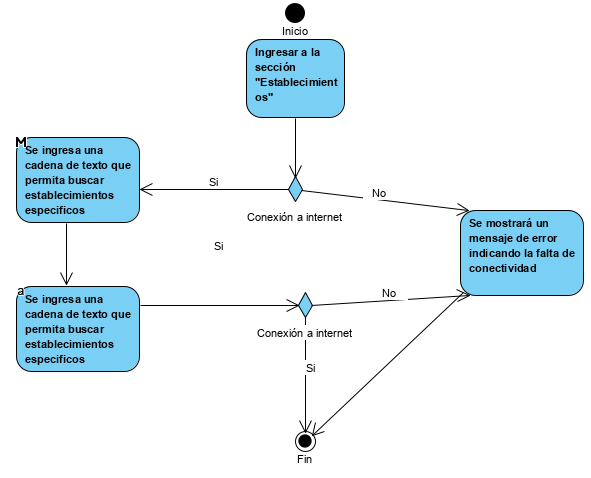 Inicio
Ingresar a la
sección
"Establecimient
os"
M
Se ingresa una
cadena de texto que
permita buscar
establecimientos
especificos
Si
No
Conexión a internet
Se mostrará un
mensaje de error
indicando la falta de
conectividad
Si
a
Se ingresa una
cadena de texto que
permita buscar
establecimientos
especificos
No
Conexión a internet
Si
Fin